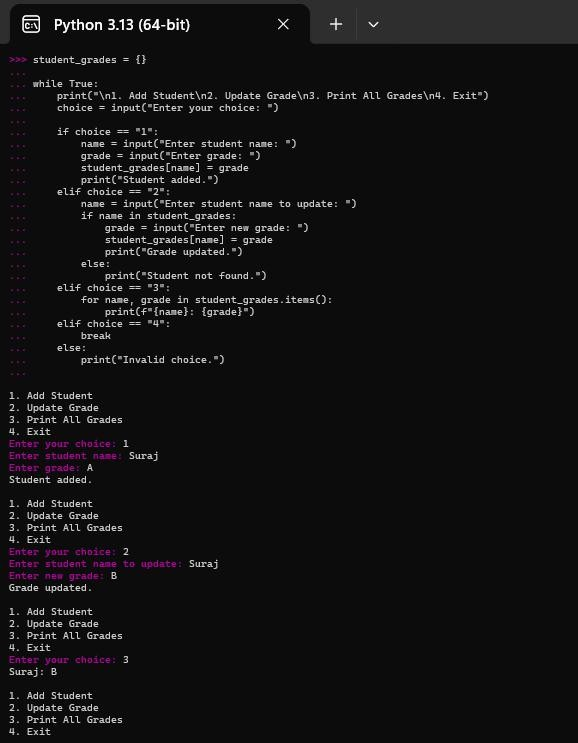 Python 3.13 (64-bit)
>>> student_grades = {}
...
... while True:
...     print("\n1. Add Student\n2. Update Grade\n3. Print All Grades\n4. Exit")
...     choice = input("Enter your choice: ")
...
...     if choice == "1":
...         name = input("Enter student name: ")
...         grade = input("Enter grade: ")
...         student_grades[name] = grade
...         print("Student added.")
...     elif choice == "2":
...         name = input("Enter student name to update: ")
...         if name in student_grades:
...             grade = input("Enter new grade: ")
...             student_grades[name] = grade
...             print("Grade updated.")
...         else:
...             print("Student not found.")
...     elif choice == "3":
...         for name, grade in student_grades.items():
...             print(f"{name}: {grade}")
...     elif choice == "4":
...         break
...     else:
...         print("Invalid choice.")
...
1. Add Student
2. Update Grade
3. Print All Grades
4. Exit
Enter your choice: 1
Enter student name: Suraj
Enter grade: A
Student added.
1. Add Student
2. Update Grade
3. Print All Grades
4. Exit
Enter your choice: 2
Enter student name to update: Suraj
Enter new grade: B
Grade updated.
1. Add Student
2. Update Grade
3. Print All Grades
4. Exit
Enter your choice: 3
Suraj: B
1. Add Student
2. Update Grade
3. Print All Grades
4. Exit